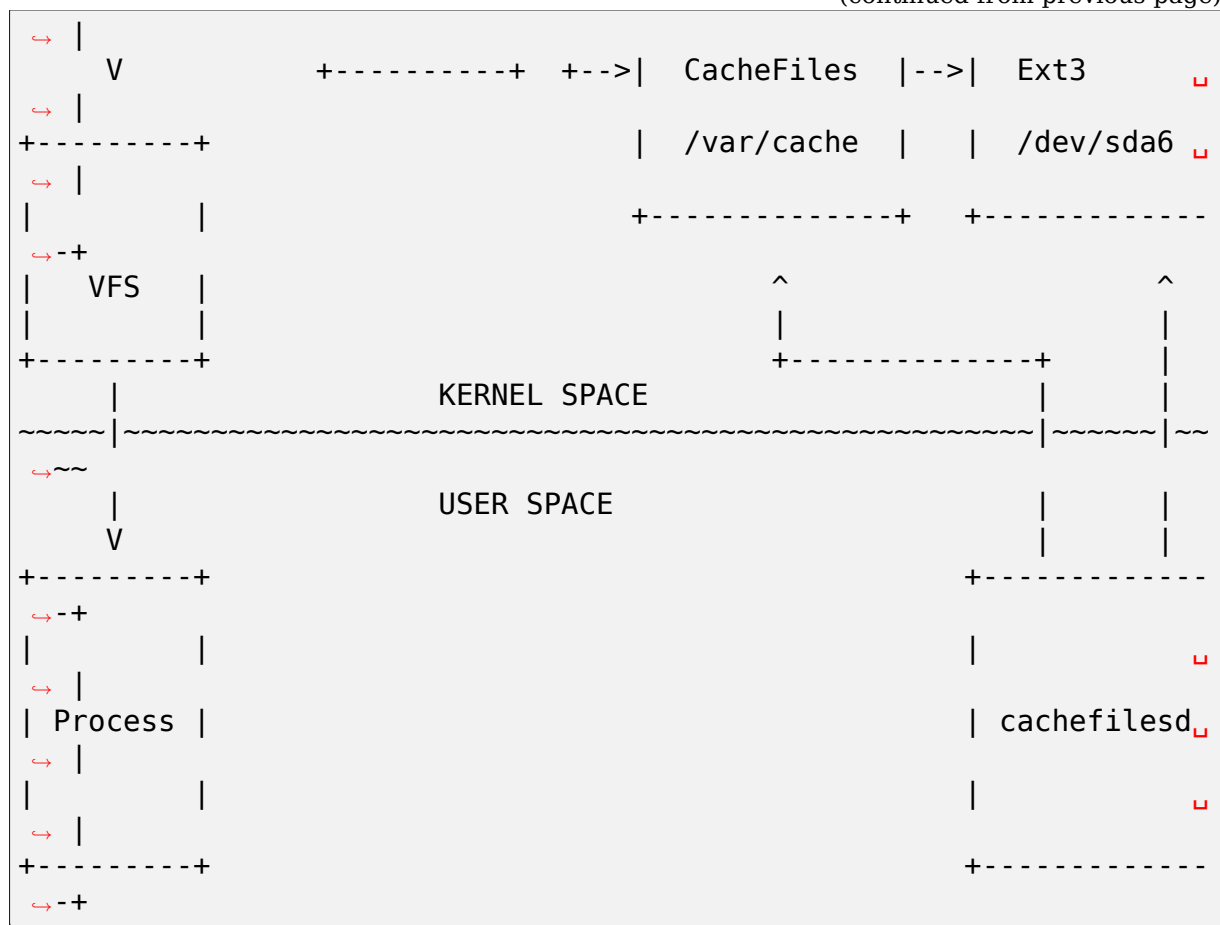 (continued from previous page)
↪ |
     V           +----------+  +-->|  CacheFiles  |-->|  Ext3      ␣
↪ |
+---------+                        |  /var/cache  |   |  /dev/sda6 ␣
↪ |
|         |                        +--------------+   +-------------
↪-+
|   VFS   |                                ^                     ^
|         |                                |                     |
+---------+                                +--------------+      |
     |                  KERNEL SPACE                      |      |
~~~~~|~~~~~~~~~~~~~~~~~~~~~~~~~~~~~~~~~~~~~~~~~~~~~~~~~~~~|~~~~~~|~~
↪~~
     |                  USER SPACE                        |      |
     V                                                    |      |
+---------+                                           +-------------
↪-+
|         |                                           |            ␣
↪ |
| Process |                                           | cachefilesd␣
↪ |
|         |                                           |            ␣
↪ |
+---------+                                           +-------------
↪-+